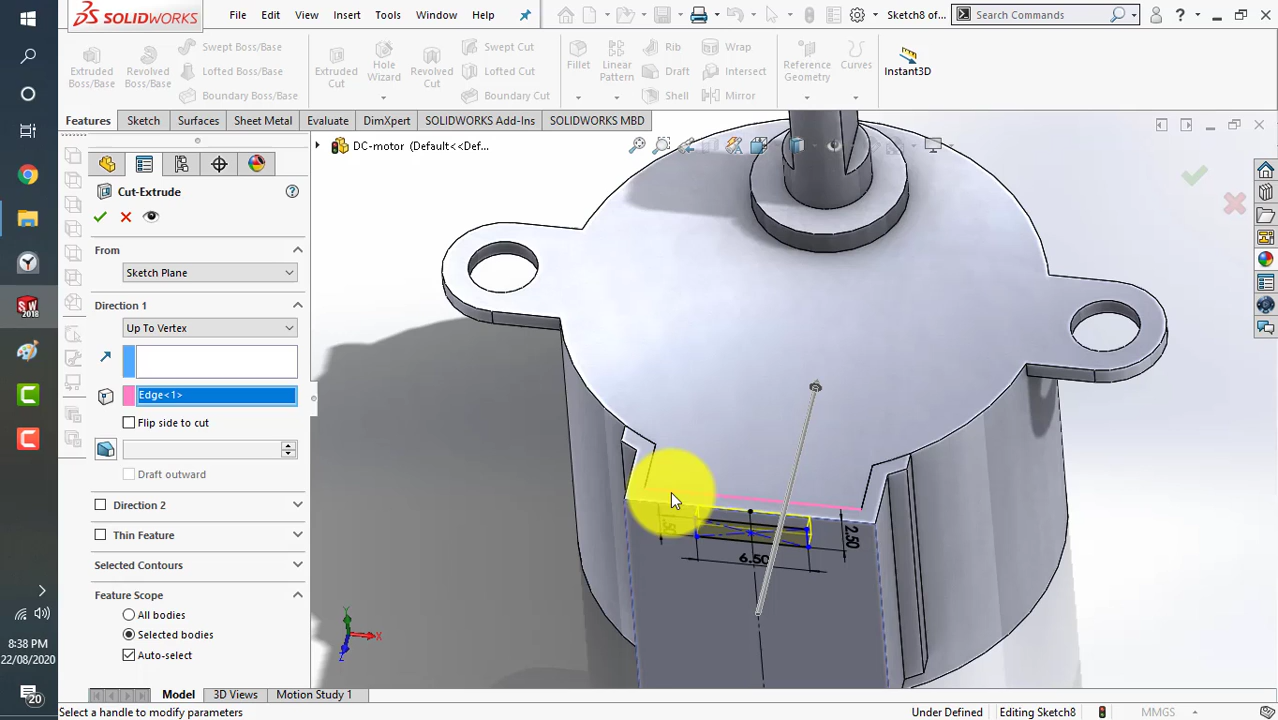 SOLIDWORKS
File Edit View Insert Tools Window Help
Sketch8 of...
Search Commands
Extruded Boss/Base
Revolved Boss/Base
Swept Boss/Base
Lofted Boss/Base
Boundary Boss/Base
Extruded Cut
Hole Wizard
Revolved Cut
Swept Cut
Lofted Cut
Boundary Cut
Fillet
Linear Pattern
Rib
Draft
Shell
Wrap
Intersect
Mirror
Reference Geometry
Curves
Instant3D
Features Sketch Surfaces Sheet Metal Evaluate DimXpert SOLIDWORKS Add-Ins SOLIDWORKS MBD
DC-motor (Default<<Def...
Cut-Extrude
From
Sketch Plane
Direction 1
Up To Vertex
Edge<1>
Flip side to cut
Draft outward
Direction 2
Thin Feature
Selected Contours
Feature Scope
All bodies
Selected bodies
Auto-select
2.50
6.50
Y
X
Z
SW
2018
8:38 PM
22/08/2020
20
Model 3D Views Motion Study 1
Select a handle to modify parameters
Under Defined Editing Sketch8 MMGS